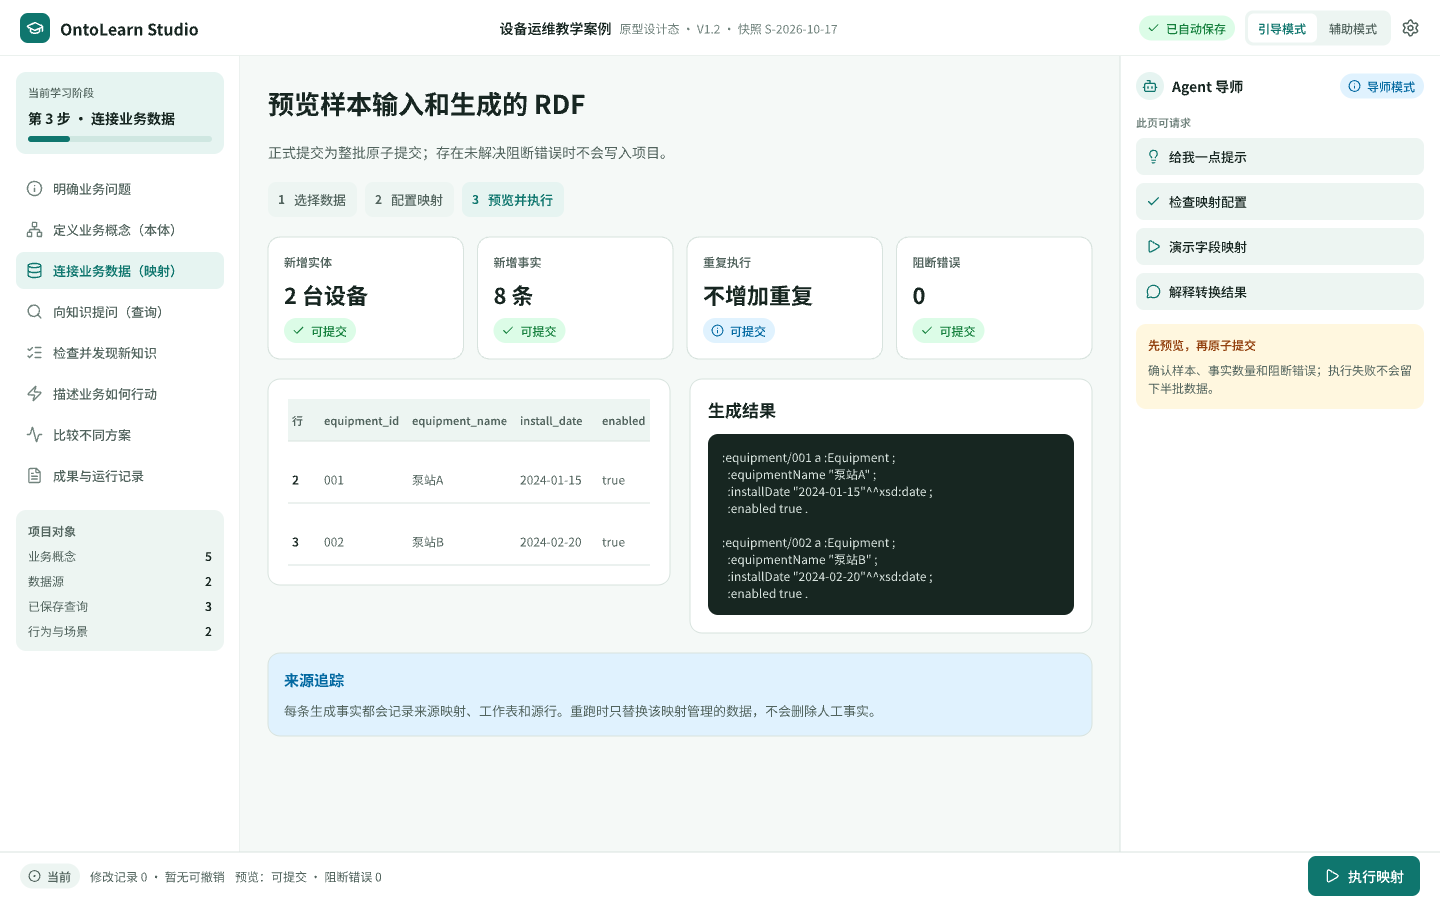 OntoLearn Studio
设备运维教学案例 原型设计态 • V1.2 • 快照 S-2026-10-17
已自动保存
引导模式 辅助模式
当前学习阶段
第 3 步 • 连接业务数据
明确业务问题
定义业务概念（本体）
连接业务数据（映射）
向知识提问（查询）
检查并发现新知识
描述业务如何行动
比较不同方案
成果与运行记录
项目对象
业务概念 5
数据源 2
已保存查询 3
行为与场景 2
预览样本输入和生成的 RDF
正式提交为整批原子提交；存在未解决阻断错误时不会写入项目。
1 选择数据 2 配置映射 3 预览并执行
新增实体
2 台设备
可提交
新增事实
8 条
可提交
重复执行
不增加重复
可提交
阻断错误
0
可提交
行 equipment_id equipment_name install_date enabled
2 001 泵站A 2024-01-15 true
3 002 泵站B 2024-02-20 true
生成结果
:equipment/001 a :Equipment ;
:equipmentName "泵站A" ;
:installDate "2024-01-15"^^xsd:date ;
:enabled true .
:equipment/002 a :Equipment ;
:equipmentName "泵站B" ;
:installDate "2024-02-20"^^xsd:date ;
:enabled true .
来源追踪
每条生成事实都会记录来源映射、工作表和源行。重跑时只替换该映射管理的数据，不会删除人工事实。
Agent 导师
导师模式
此页可请求
给我一点提示
检查映射配置
演示字段映射
解释转换结果
先预览，再原子提交
确认样本、事实数量和阻断错误；执行失败不会留
下半批数据。
当前 修改记录 0 • 暂无可撤销 预览：可提交 • 阻断错误 0
执行映射